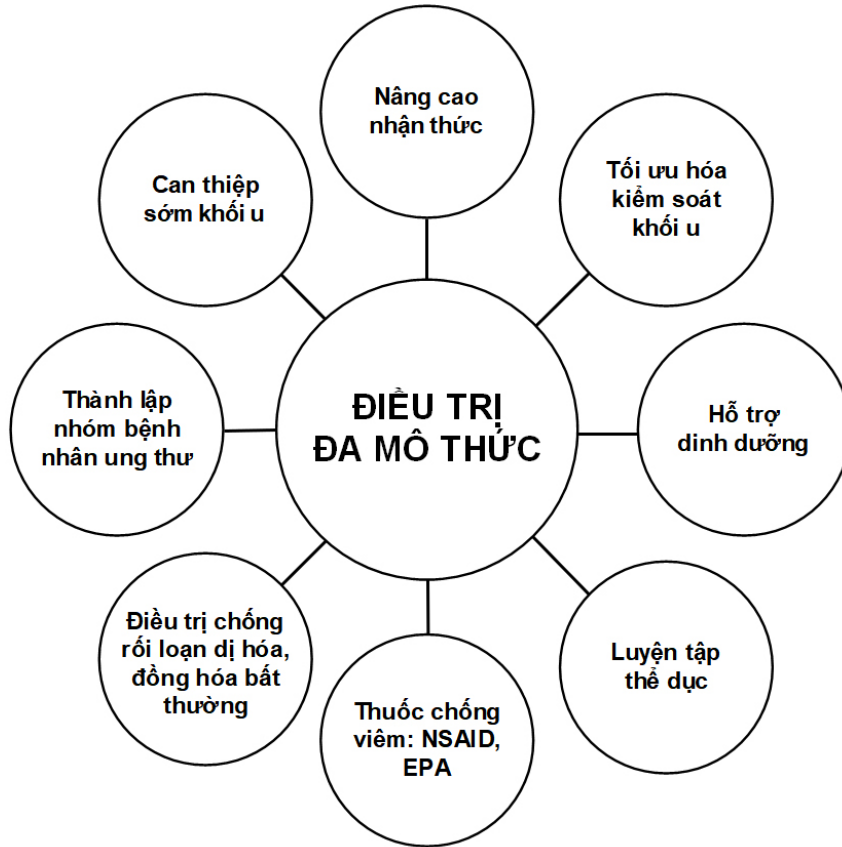 Nâng cao
nhận thức
Tối ưu hóa
kiểm soát
khối u
Can thiệp
sớm khối u
ĐIỀU TRỊ
ĐA MÔ THỨC
Hỗ trợ
dinh dưỡng
Thành lập
nhóm bệnh
nhân ung thư
Điều trị chống
rối loạn dị hóa,
đồng hóa bất
thường
Luyện tập
thể dục
Thuốc chống
viêm: NSAID,
EPA